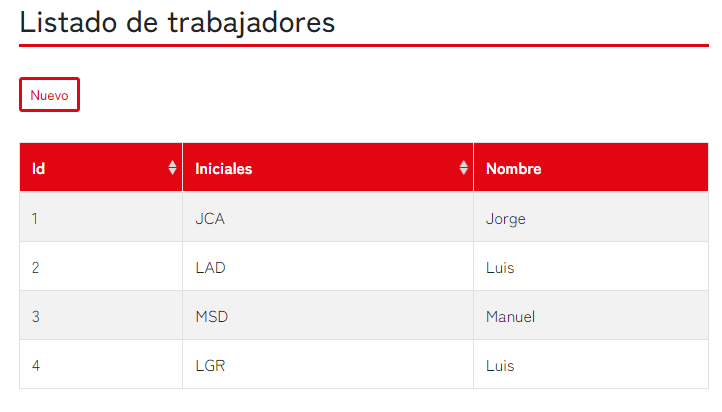 Listado de trabajadores
Nuevo
Id Iniciales Nombre
1 JCA Jorge
2 LAD Luis
3 MSD Manuel
4 LGR Luis